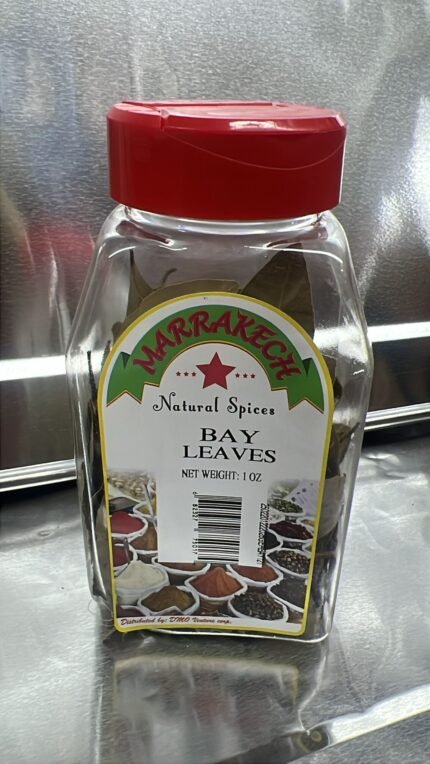 MARRAKECH
Natural Spices
BAY
LEAVES
NET WEIGHT: 1 OZ
Distributed by: DMO Venture corp.